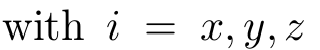 with i = x, y, z